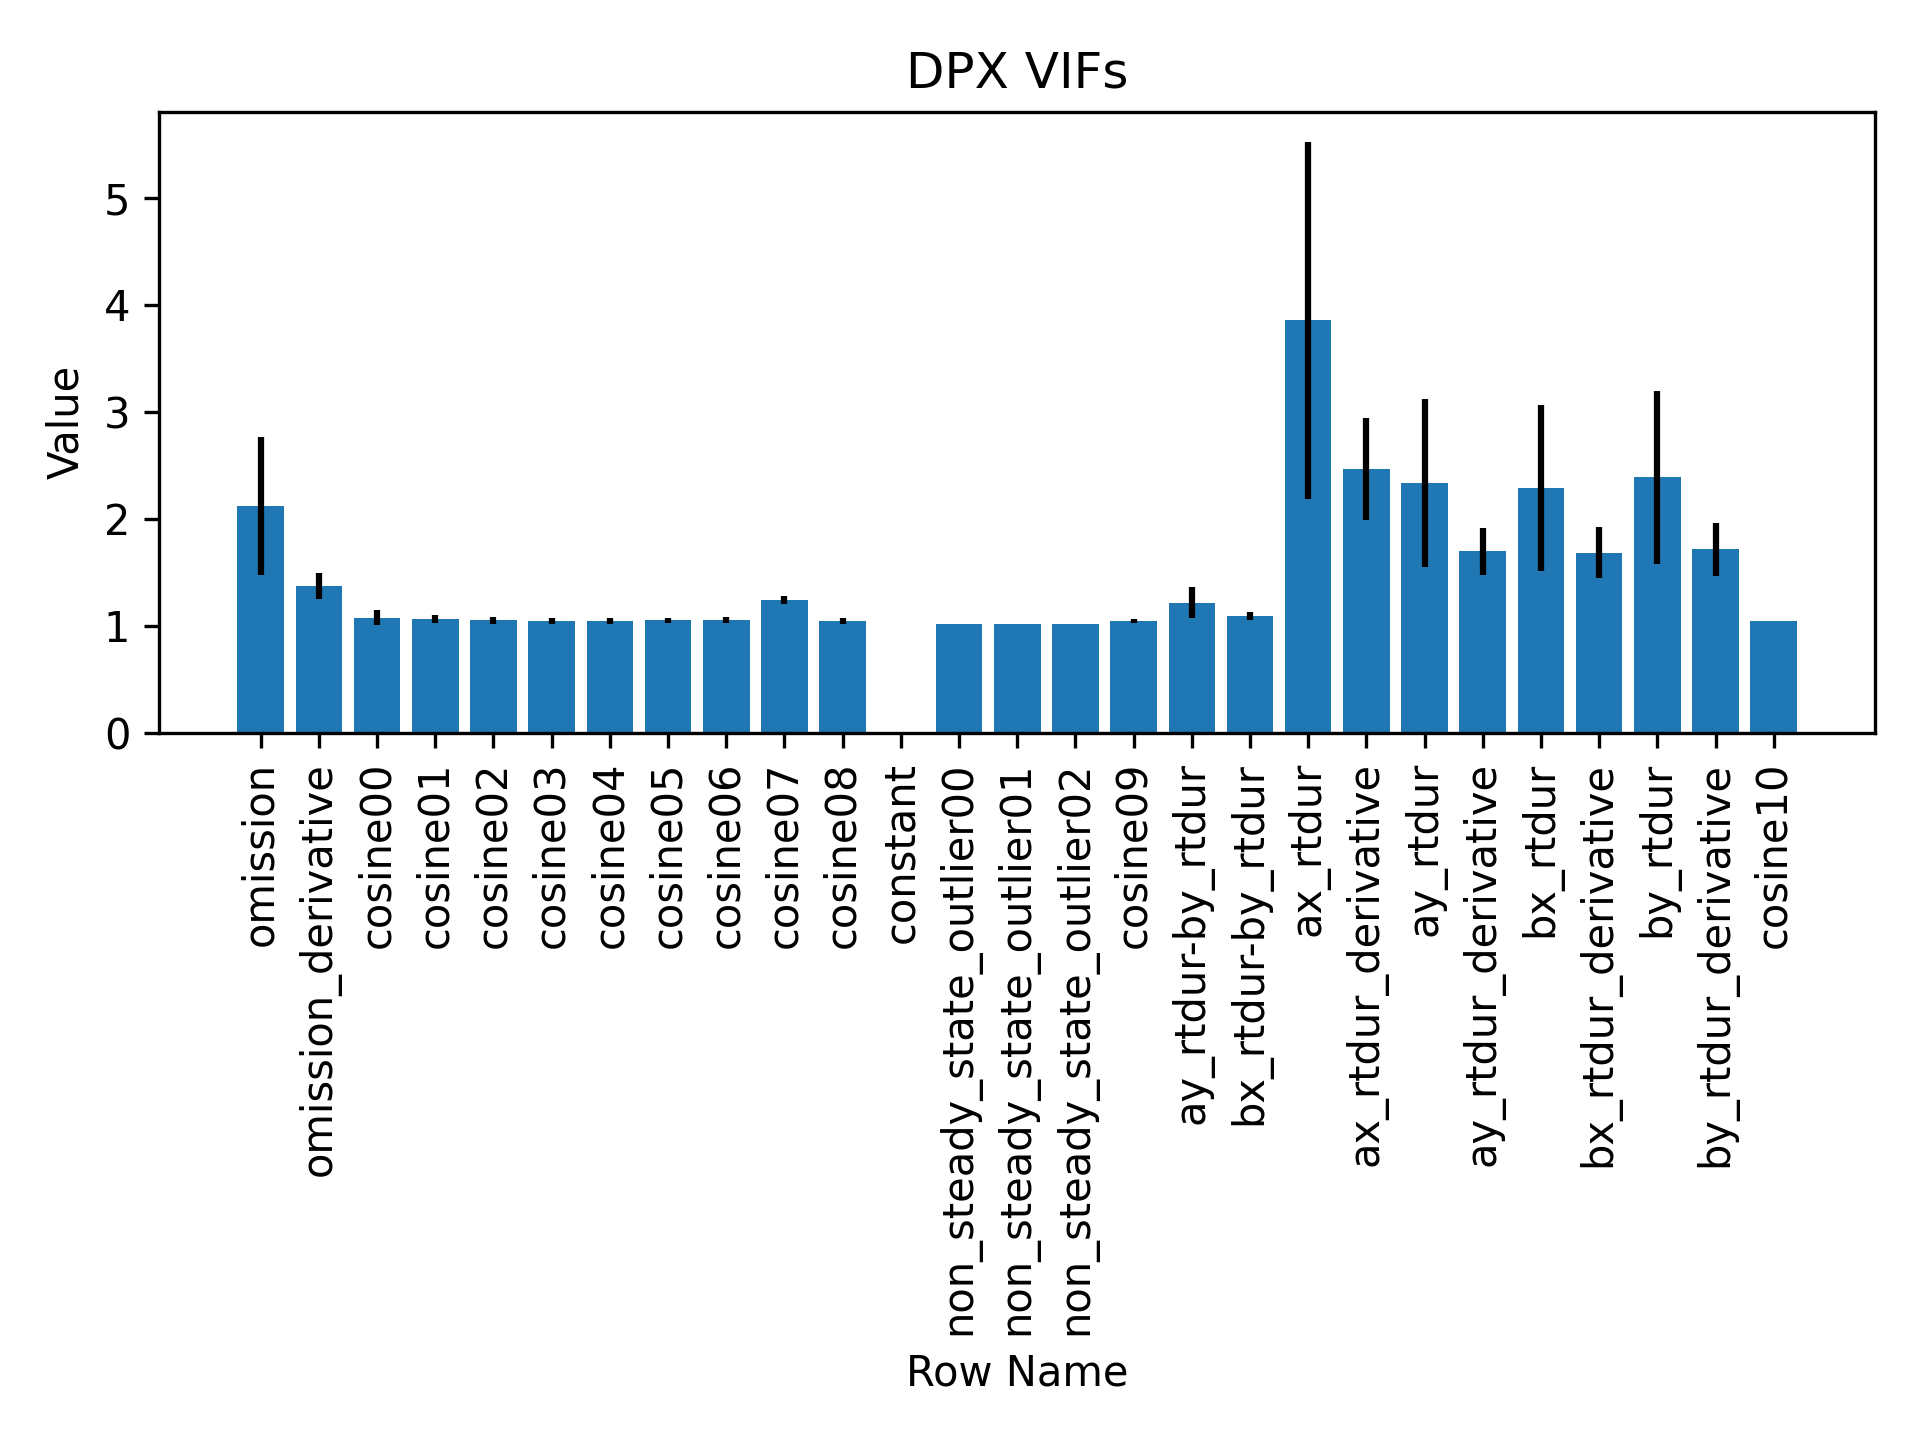 DPX VIFs
Value
5
4
3
2
1
0
omission
omission_derivative
cosine00
cosine01
cosine02
cosine03
cosine04
cosine05
cosine06
cosine07
cosine08
constant
non_steady_state_outlier00
non_steady_state_outlier01
non_steady_state_outlier02
cosine09
ay_rtdur-by_rtdur
bx_rtdur-by_rtdur
ax_rtdur
ax_rtdur_derivative
ay_rtdur
ay_rtdur_derivative
bx_rtdur
bx_rtdur_derivative
by_rtdur
by_rtdur_derivative
cosine10
Row Name